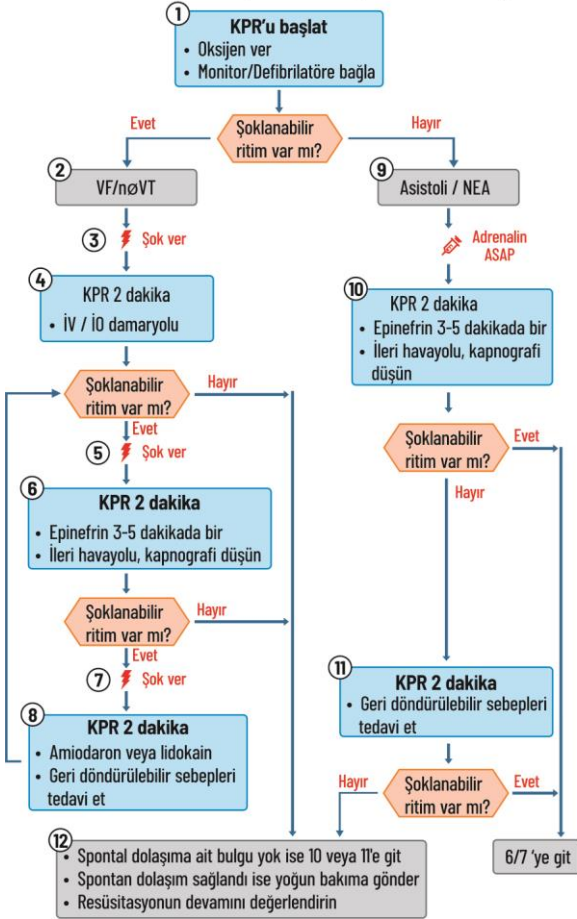 1
KPR’u başlat
• Oksijen ver
• Monitor/Defibrilatöre bağla
Evet
Şoklanabilir
ritim var mı?
Hayır
2
VF/nøVT
3
Şok ver
4
KPR 2 dakika
• İV / İO damaryolu
Şoklanabilir
ritim var mı?
Hayır
Evet
5
Şok ver
6
KPR 2 dakika
• Epinefrin 3-5 dakikada bir
• İleri havayolu, kapnografi düşün
Şoklanabilir
ritim var mı?
Hayır
Evet
7
Şok ver
8
KPR 2 dakika
• Amiodaron veya lidokain
• Geri döndürülebilir sebepleri
tedavi et
9
Asistoli / NEA
Adrenalin
ASAP
10
KPR 2 dakika
• Epinefrin 3-5 dakikada bir
• İleri havayolu, kapnografi
düşün
Şoklanabilir
ritim var mı?
Evet
Hayır
11
KPR 2 dakika
• Geri döndürülebilir sebepleri
tedavi et
Hayır
Şoklanabilir
ritim var mı?
Evet
12
• Spontal dolaşıma ait bulgu yok ise 10 veya 11’e git
• Spontan dolaşım sağlandı ise yoğun bakıma gönder
• Resüsitasyonun devamını değerlendirin
6/7 ‘ye git